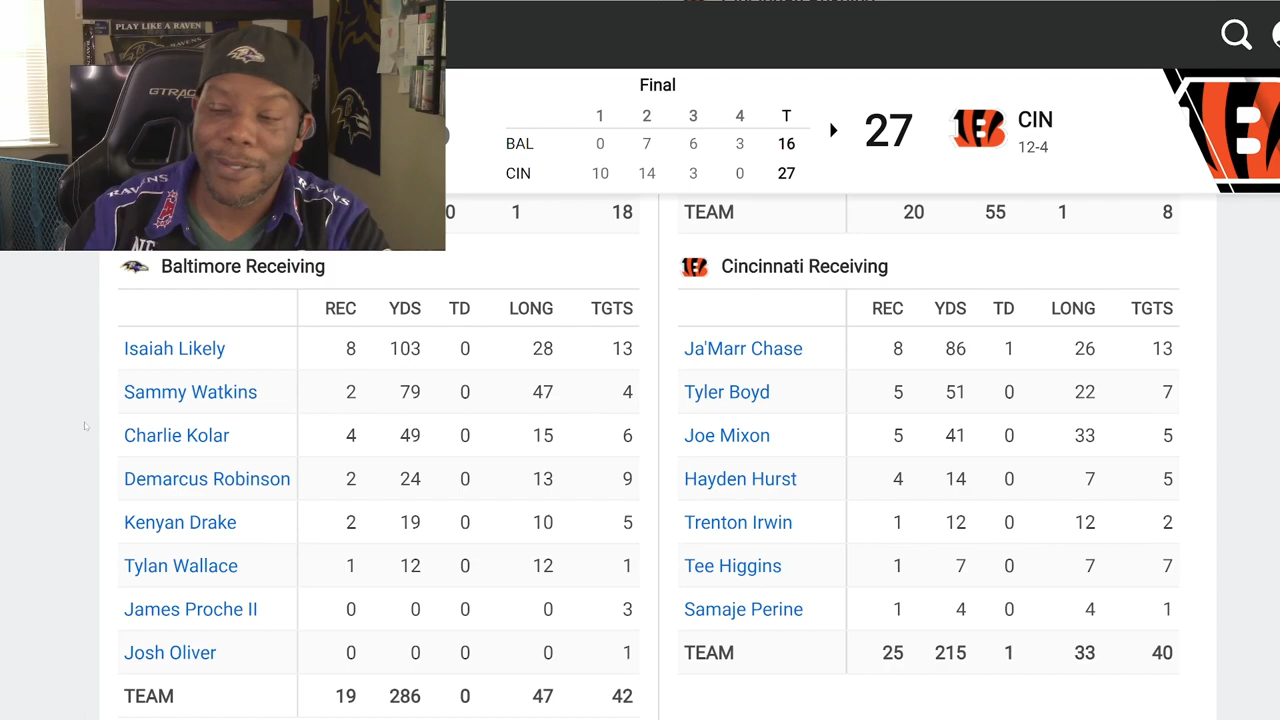 PLAY LIKE A RAVEN
RAVENS
GTRAC
RAVENS
RAVENS
Final
1 2 3 4 T
BAL 0 7 6 3 16
CIN 10 14 3 0 27
27
CIN
12-4
0 1 18
TEAM 20 55 1 8
Baltimore Receiving
REC YDS TD LONG TGTS
Isaiah Likely 8 103 0 28 13
Sammy Watkins 2 79 0 47 4
Charlie Kolar 4 49 0 15 6
Demarcus Robinson 2 24 0 13 9
Kenyan Drake 2 19 0 10 5
Tylan Wallace 1 12 0 12 1
James Proche II 0 0 0 0 3
Josh Oliver 0 0 0 0 1
TEAM 19 286 0 47 42
Cincinnati Receiving
REC YDS TD LONG TGTS
Ja'Marr Chase 8 86 1 26 13
Tyler Boyd 5 51 0 22 7
Joe Mixon 5 41 0 33 5
Hayden Hurst 4 14 0 7 5
Trenton Irwin 1 12 0 12 2
Tee Higgins 1 7 0 7 7
Samaje Perine 1 4 0 4 1
TEAM 25 215 1 33 40